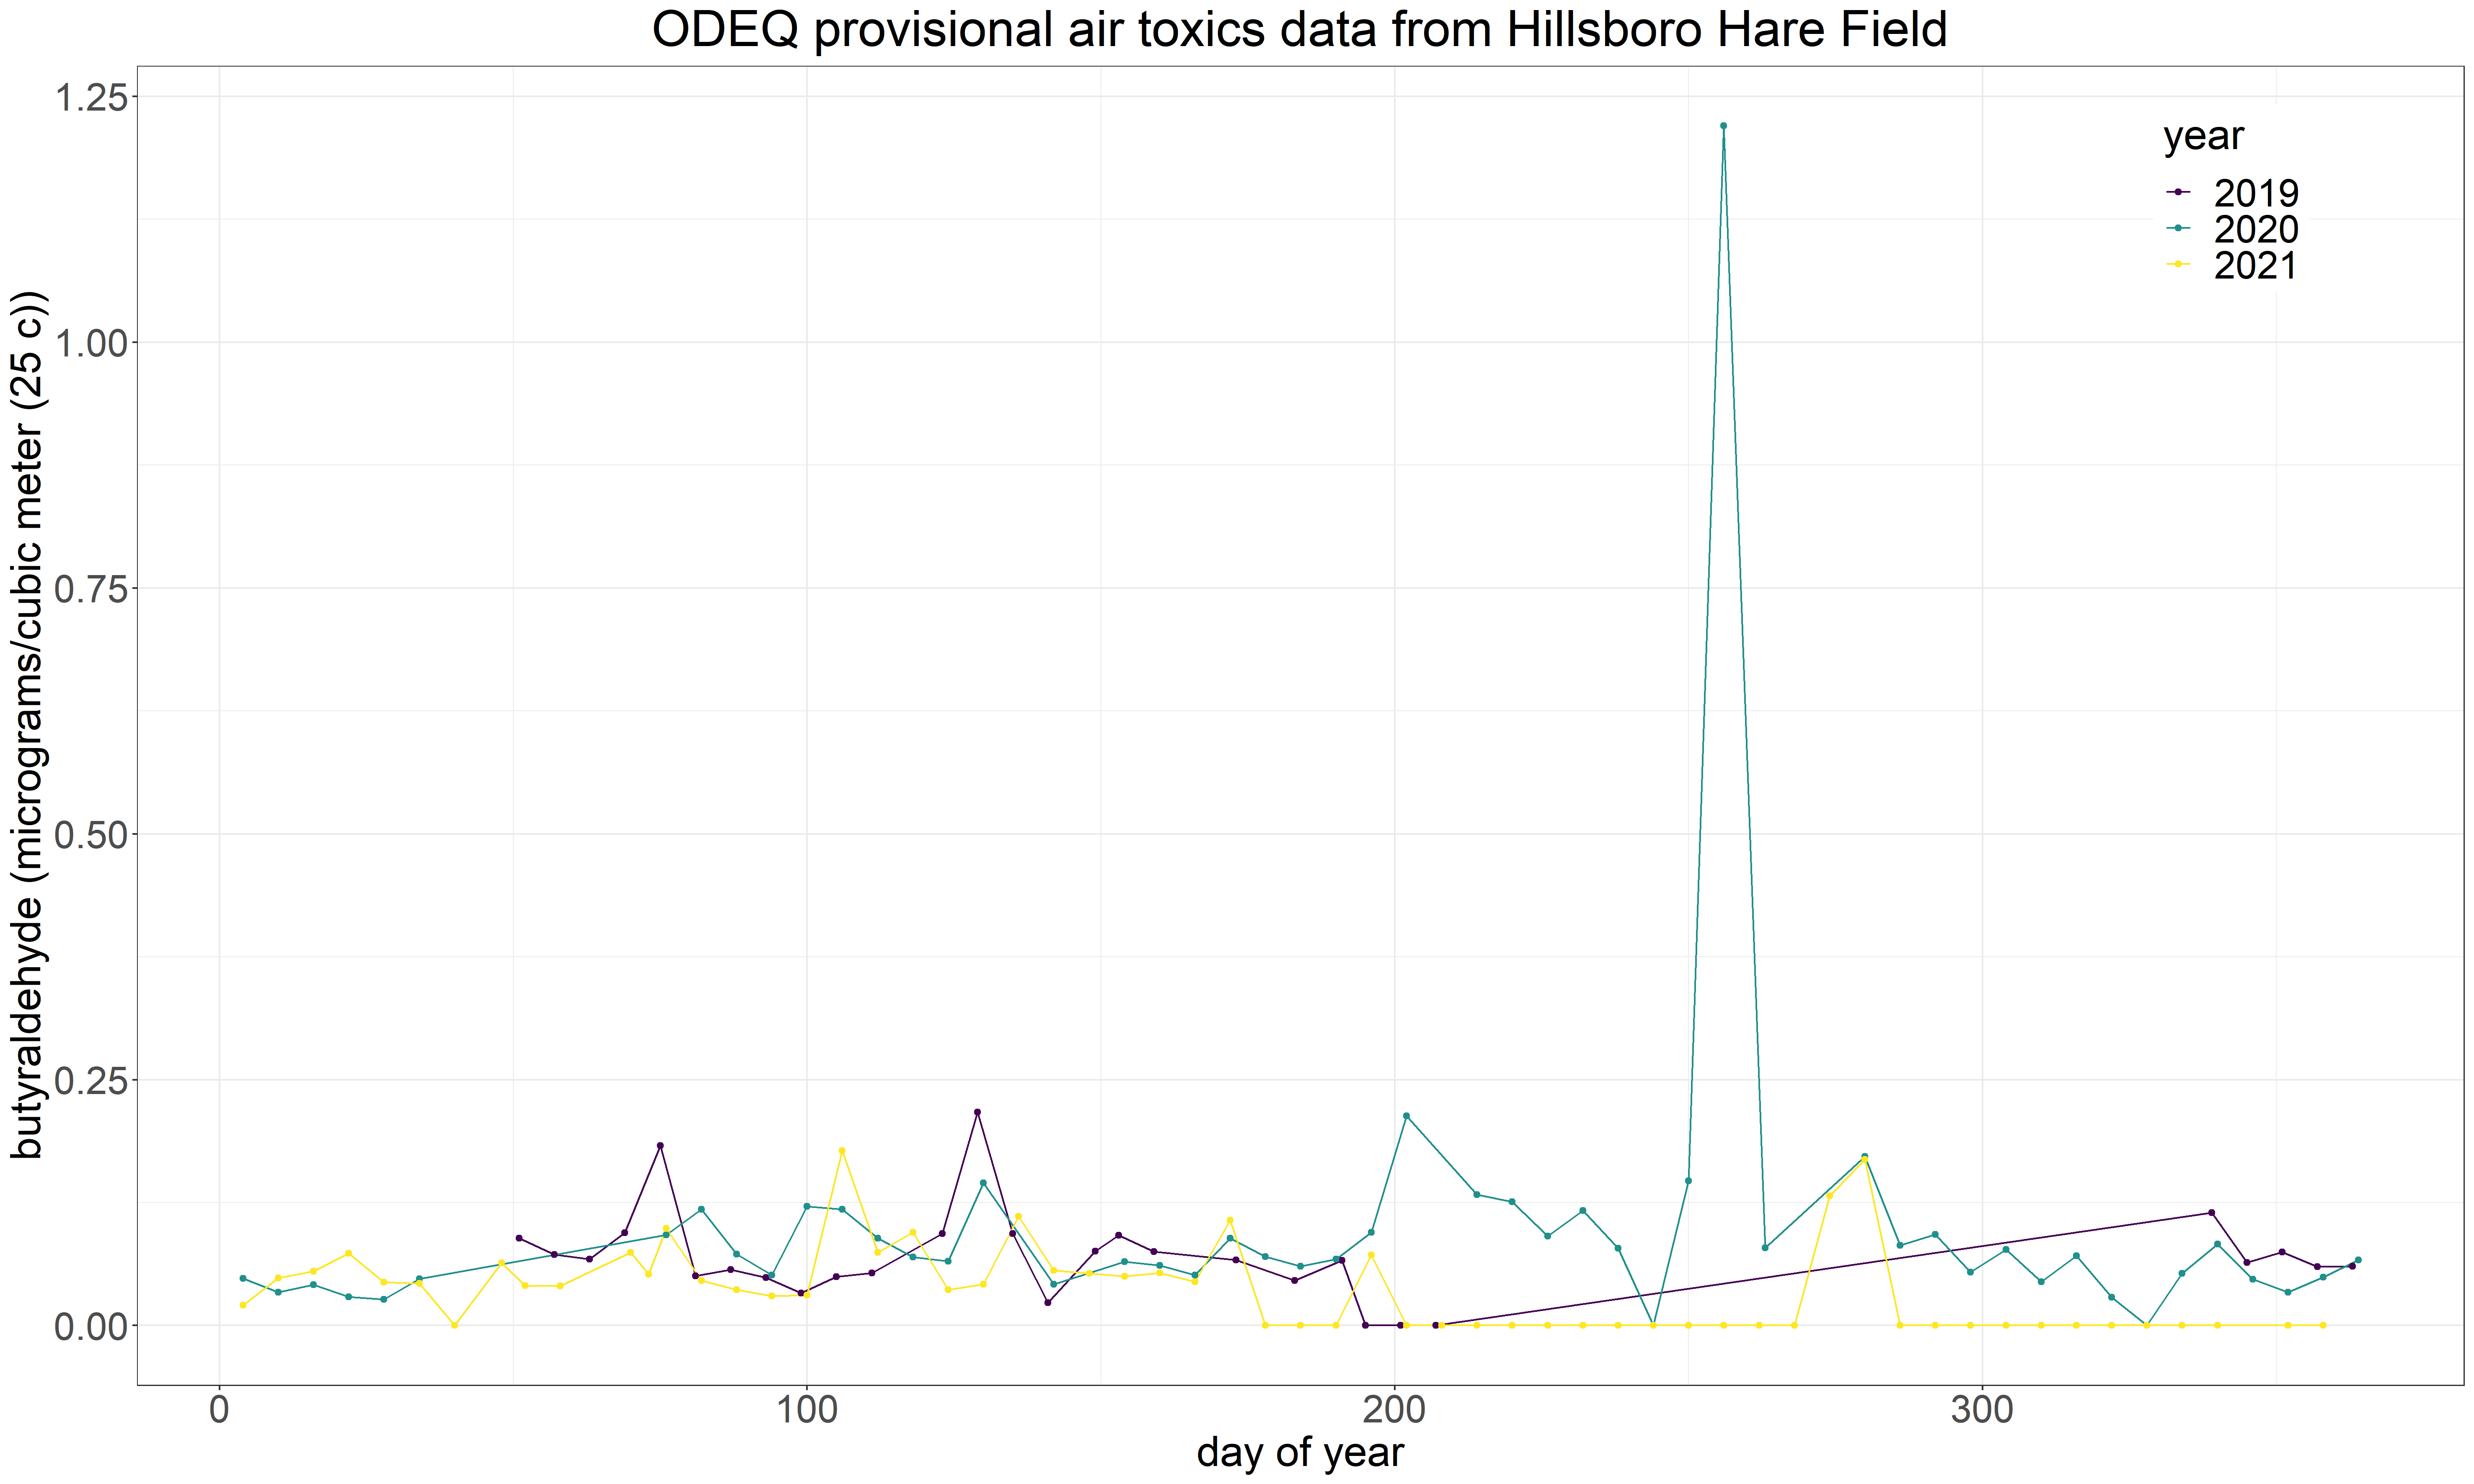 ODEQ provisional air toxics data from Hillsboro Hare Field
butyraldehyde (micrograms/cubic meter (25 c))
1.25
1.00
0.75
0.50
0.25
0.00
year
2019
2020
2021
0 100 200 300
day of year